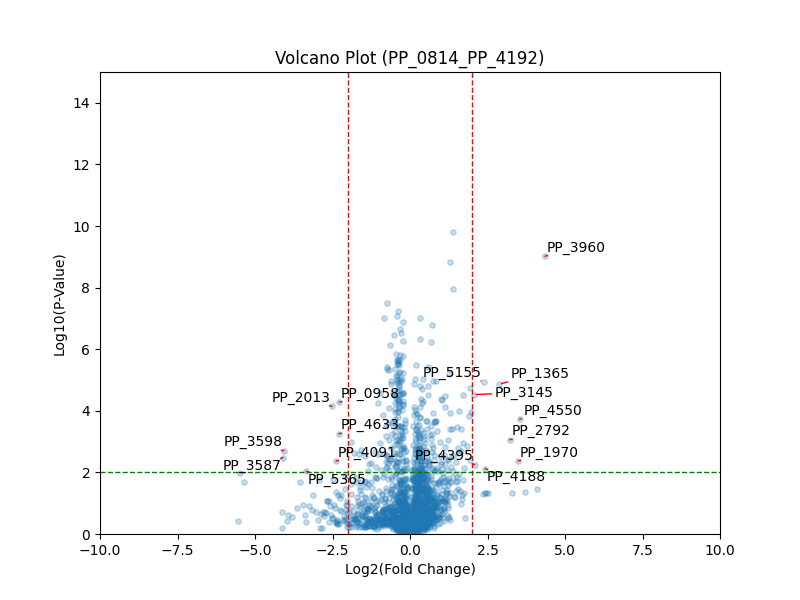 Volcano Plot (PP_0814_PP_4192)
14
12
10
8
6
4
2
0
Log10(P-Value)
PP_3960
PP_5155
PP_1365
PP_2013
PP_0958
PP_3145
PP_4550
PP_4633
PP_2792
PP_3598
PP_4091
PP_4395
PP_1970
PP_3587
PP_5365
PP_4188
−10.0
−7.5
−5.0
−2.5
0.0
2.5
5.0
7.5
10.0
Log2(Fold Change)